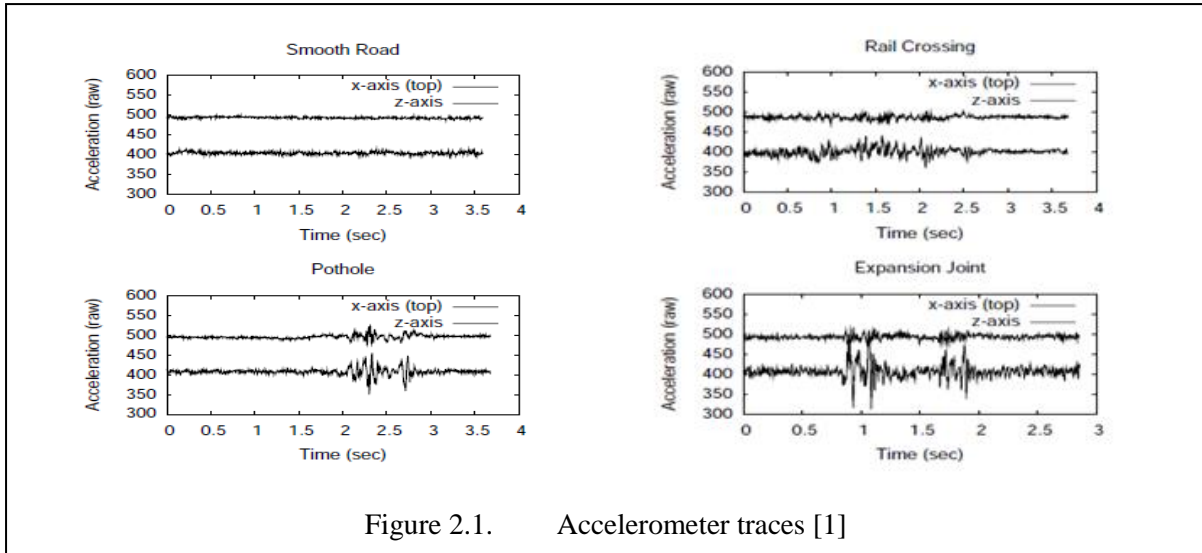 Smooth Road
Acceleration (raw)
600
550
500
450
400
350
300
x-axis (top)
z-axis
0 0.5 1 1.5 2 2.5 3 3.5 4
Time (sec)
Rail Crossing
Acceleration (raw)
600
550
500
450
400
350
300
x-axis (top)
z-axis
0 0.5 1 1.5 2 2.5 3 3.5 4
Time (sec)
Pothole
Acceleration (raw)
600
550
500
450
400
350
300
x-axis (top)
z-axis
0 0.5 1 1.5 2 2.5 3 3.5 4
Time (sec)
Expansion Joint
Acceleration (raw)
600
550
500
450
400
350
300
x-axis (top)
z-axis
0 0.5 1 1.5 2 2.5 3
Time (sec)
Figure 2.1. Accelerometer traces [1]